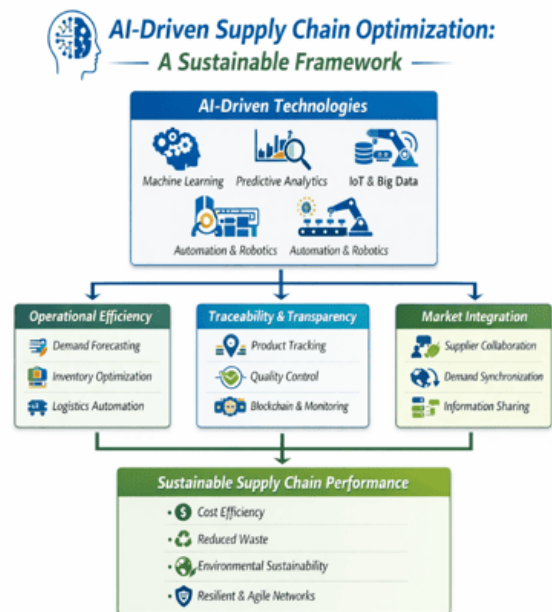 AI-Driven Supply Chain Optimization:
A Sustainable Framework
AI-Driven Technologies
Machine Learning
Predictive Analytics
IoT & Big Data
Automation & Robotics
Automation & Robotics
Operational Efficiency
Demand Forecasting
Inventory Optimization
Logistics Automation
Traceability & Transparency
Product Tracking
Quality Control
Blockchain & Monitoring
Market Integration
Supplier Collaboration
Demand Synchronization
Information Sharing
Sustainable Supply Chain Performance
• Cost Efficiency
• Reduced Waste
• Environmental Sustainability
• Resilient & Agile Networks